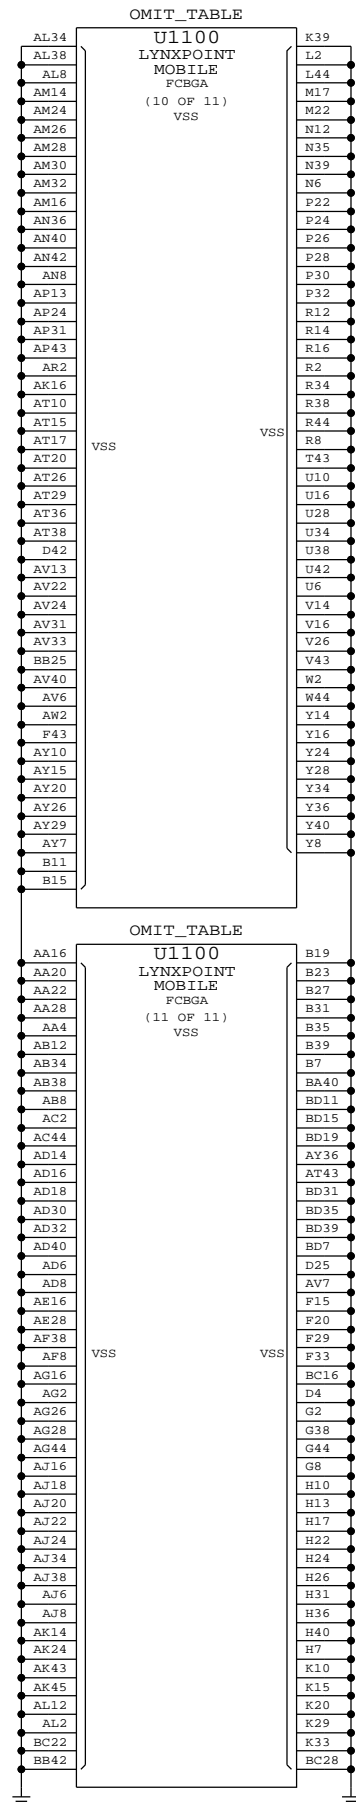 OMIT_TABLE
U1100
LYNXPOINT
MOBILE
FCBGA
(10 OF 11)
VSS
AL34
AL38
AL8
AM14
AM24
AM26
AM28
AM30
AM32
AM16
AN36
AN40
AN42
AN8
AP13
AP24
AP31
AP43
AR2
AK16
AT10
AT15
AT17
AT20
AT26
AT29
AT36
AT38
D42
AV13
AV22
AV24
AV31
AV33
BB25
AV40
AV6
AW2
F43
AY10
AY15
AY20
AY26
AY29
AY7
B11
B15
VSS
VSS
K39
L2
L44
M17
M22
N12
N35
N39
N6
P22
P24
P26
P28
P30
P32
R12
R14
R16
R2
R34
R38
R44
R8
T43
U10
U16
U28
U34
U38
U42
U6
V14
V16
V26
V43
W2
W44
Y14
Y16
Y24
Y28
Y34
Y36
Y40
Y8
OMIT_TABLE
U1100
LYNXPOINT
MOBILE
FCBGA
(11 OF 11)
VSS
AA16
AA20
AA22
AA28
AA4
AB12
AB34
AB38
AB8
AC2
AC44
AD14
AD16
AD18
AD30
AD32
AD40
AD6
AD8
AE16
AE28
AF38
AF8
AG16
AG2
AG26
AG28
AG44
AJ16
AJ18
AJ20
AJ22
AJ24
AJ34
AJ38
AJ6
AJ8
AK14
AK24
AK43
AK45
AL12
AL2
BC22
BB42
VSS
VSS
B19
B23
B27
B31
B35
B39
B7
BA40
BD11
BD15
BD19
AY36
AT43
BD31
BD35
BD39
BD7
D25
AV7
F15
F20
F29
F33
BC16
D4
G2
G38
G44
G8
H10
H13
H17
H22
H24
H26
H31
H36
H40
H7
K10
K15
K20
K29
K33
BC28